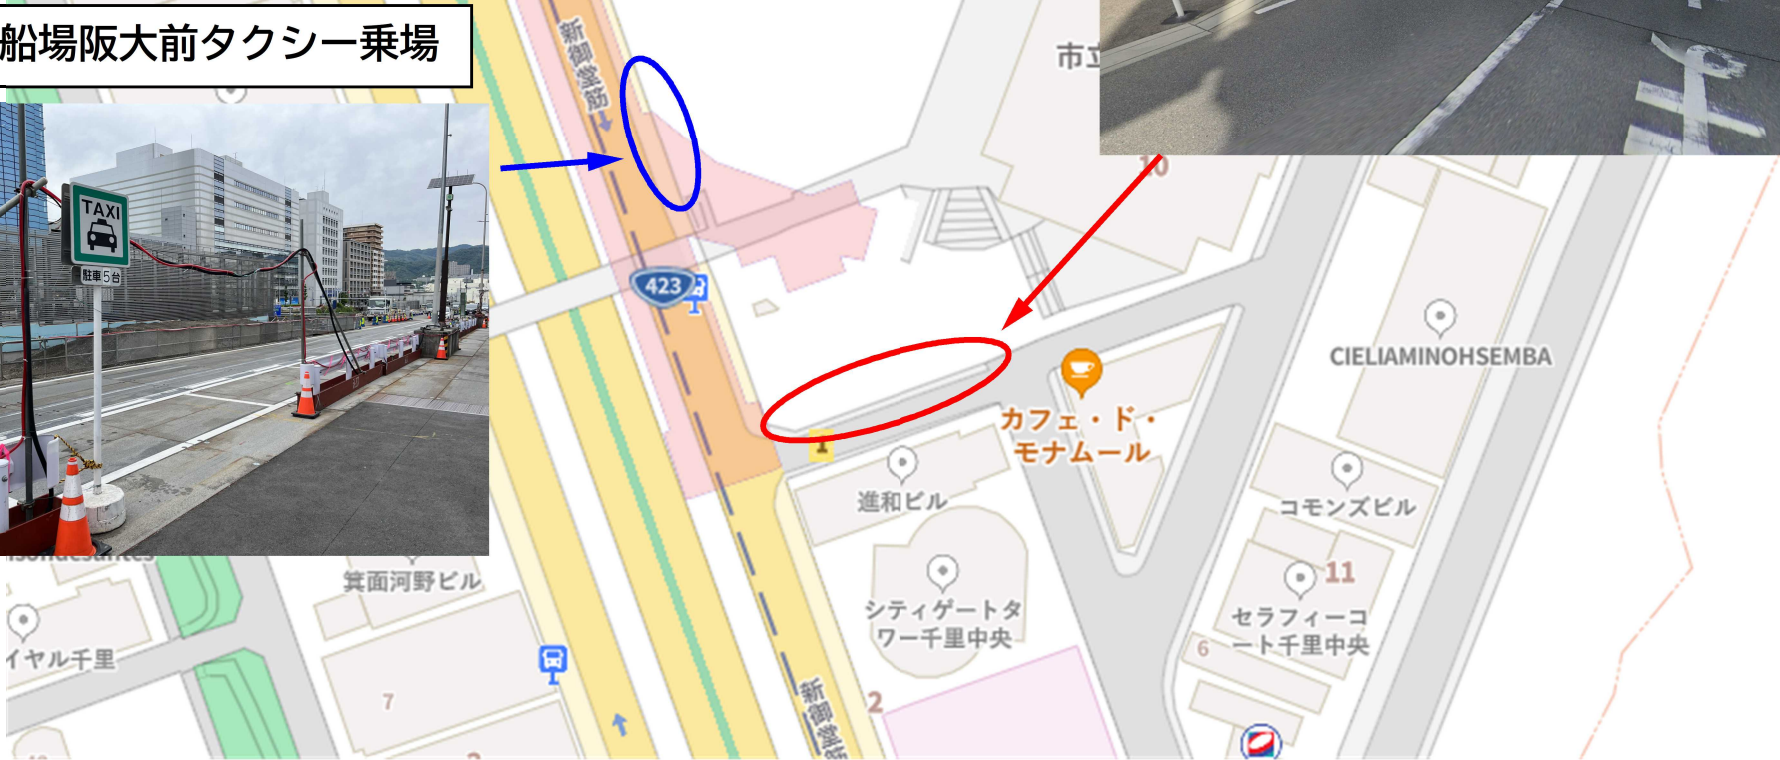 船場阪大前タクシー乗場
TAXI
駐車5台
新御堂筋
市立
10
423
CIELIAMINOHSEMBA
カフェ・ド・
モナムール
1
進和ビル
コモンズビル
箕面河野ビル
11
シティゲートタ
ワー千里中央
セラフィーコ
ート千里中央
イヤル千里
6
7
2
新御堂筋